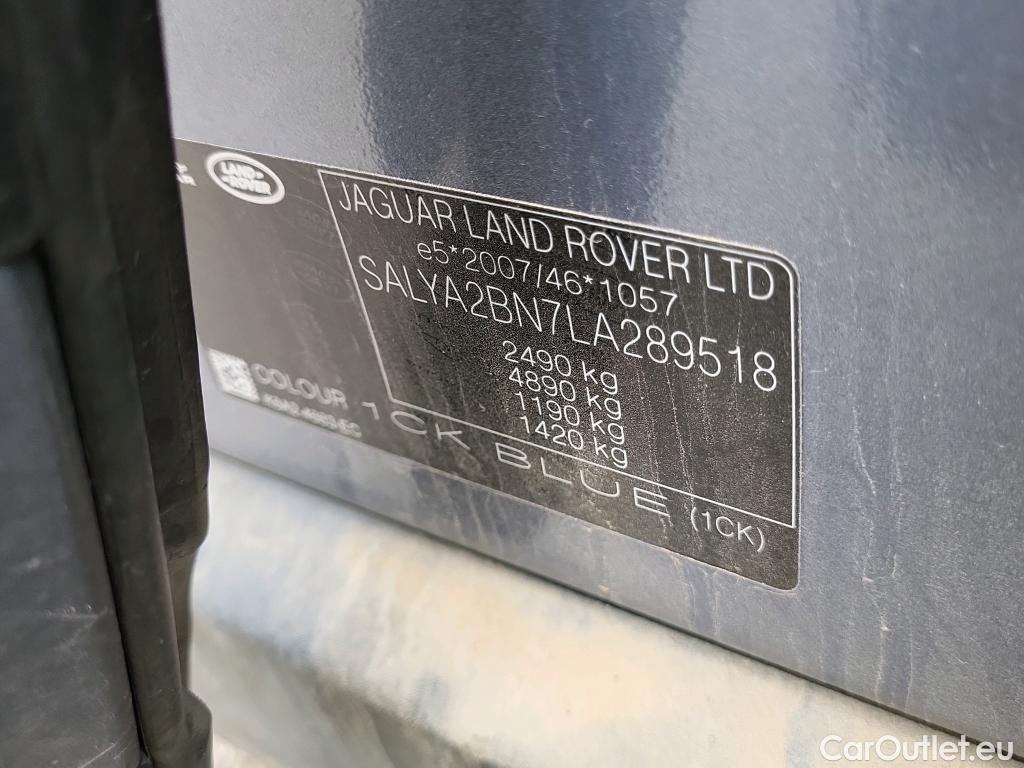 LAND-
-ROVER
JAGUAR LAND ROVER LTD
e5*2007/46*1057
SALYA2BN7LA289518
2490 kg
4890 kg
1190 kg
1420 kg
COLOUR 1CK BLUE (1CK)
CarOutlet.eu